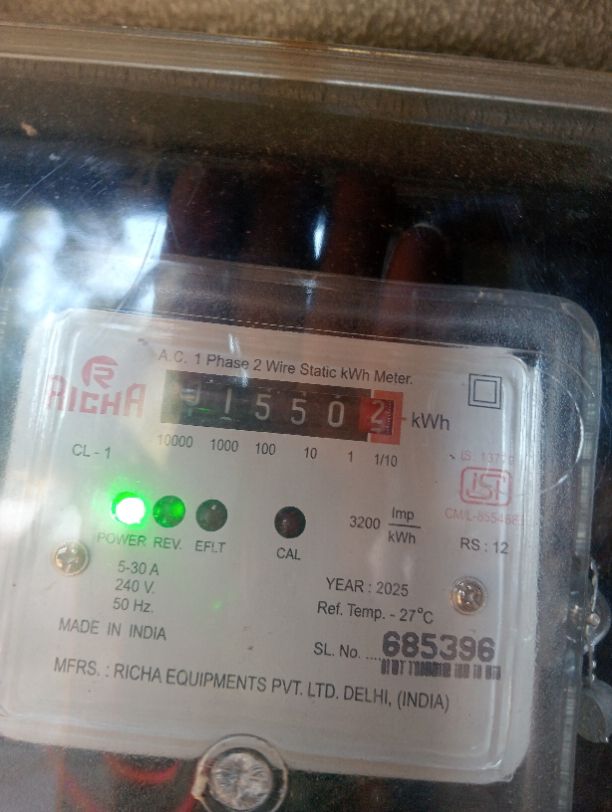 A.C. 1 Phase 2 Wire Static kWh Meter.
RICHA
15502 kWh
10000 1000 100 10 1 1/10
CL - 1
ISI
3200 Imp/kWh
RS : 12
POWER REV. EFLT CAL
5-30 A
240 V.
50 Hz.
YEAR : 2025
Ref. Temp. - 27°C
MADE IN INDIA
SL. No. .... 685396
MFRS. : RICHA EQUIPMENTS PVT. LTD. DELHI, (INDIA)